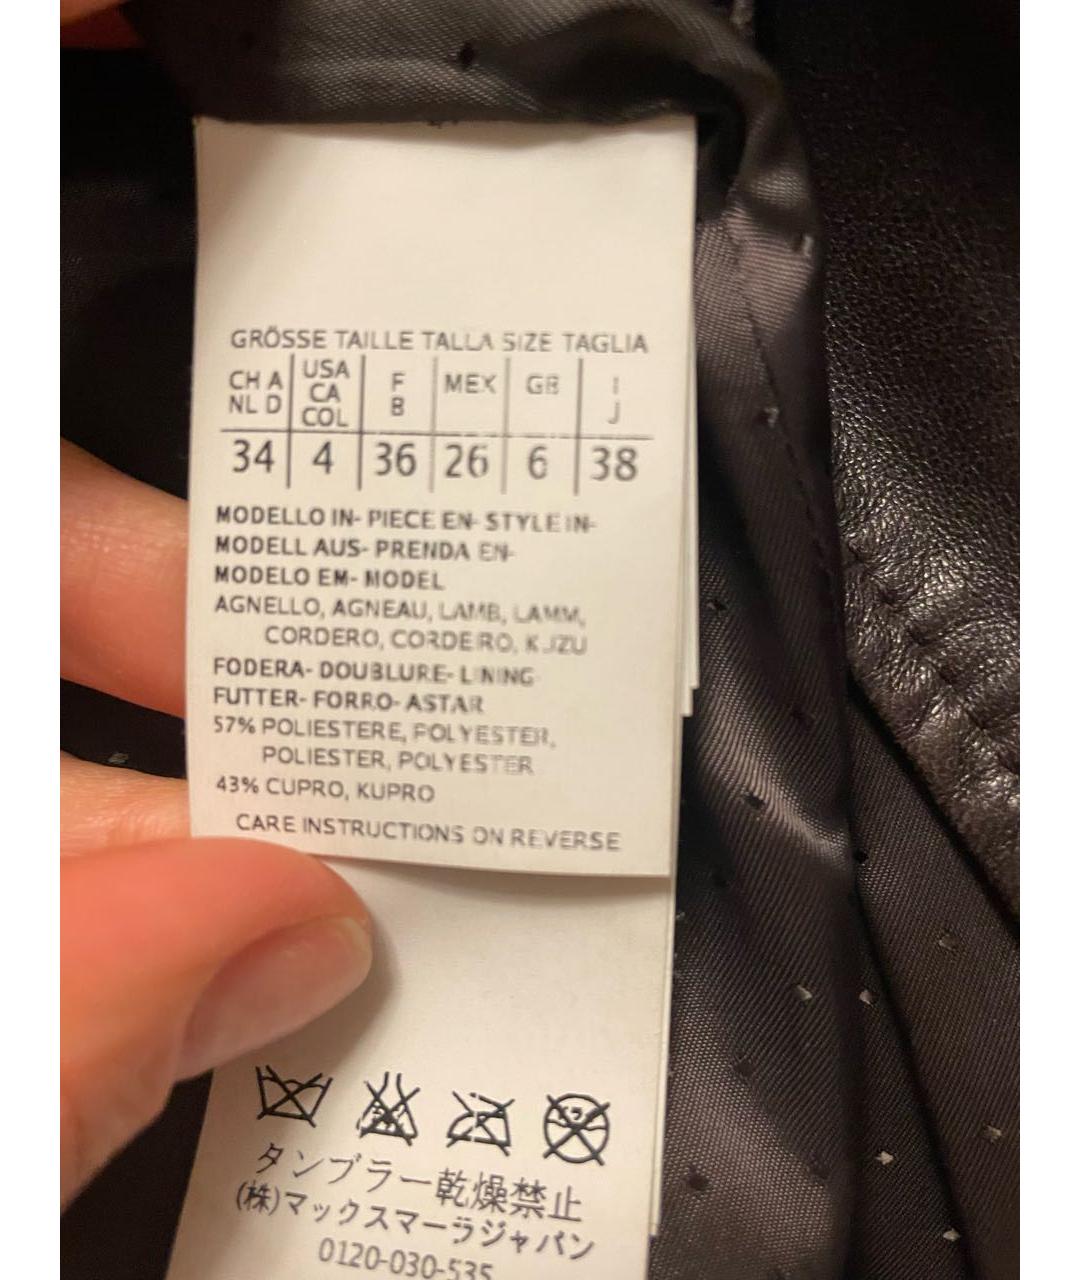 GRÖSSE TAILLE TALLA SIZE TAGLIA
CH A NL D | USA CA COL | F B | MEX | GB | I J
34 | 4 | 36 | 26 | 6 | 38
MODELLO IN- PIECE EN- STYLE IN-
MODELL AUS- PRENDA EN-
MODELO EM- MODEL
AGNELLO, AGNEAU, LAMB, LAMM,
CORDERO, CORDEIRO, KUZU
FODERA- DOUBLURE- LINING
FUTTER- FORRO- ASTAR
57% POLIESTERE, POLYESTER,
POLIESTER, POLYESTER
43% CUPRO, KUPRO
CARE INSTRUCTIONS ON REVERSE
タンブラー乾燥禁止
(株)マックスマーラジャパン
0120-030-535